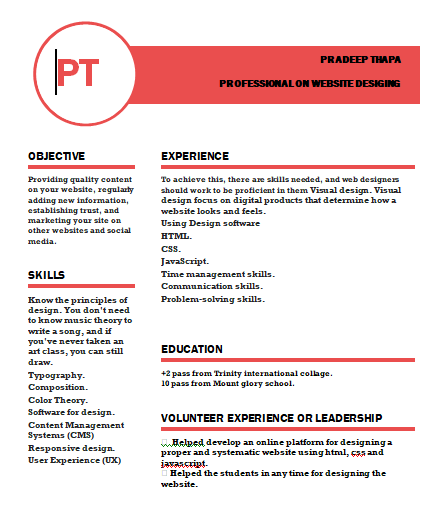 PT
PRADEEP THAPA
PROFESSIONAL ON WEBSITE DESIGING
OBJECTIVE
Providing quality content
on your website, regularly
adding new information,
establishing trust, and
marketing your site on
other websites and social
media.
SKILLS
Know the principles of
design. You don't need
to know music theory to
write a song, and if
you've never taken an
art class, you can still
draw.
Typography.
Composition.
Color Theory.
Software for design.
Content Management
Systems (CMS)
Responsive design.
User Experience (UX)
EXPERIENCE
To achieve this, there are skills needed, and web designers
should work to be proficient in them Visual design. Visual
design focus on digital products that determine how a
website looks and feels.
Using Design software
HTML.
CSS.
JavaScript.
Time management skills.
Communication skills.
Problem-solving skills.
EDUCATION
+2 pass from Trinity international collage.
10 pass from Mount glory school.
VOLUNTEER EXPERIENCE OR LEADERSHIP
Helped develop an online platform for designing a
proper and systematic website using html, css and
javascript.
Helped the students in any time for designing the
website.